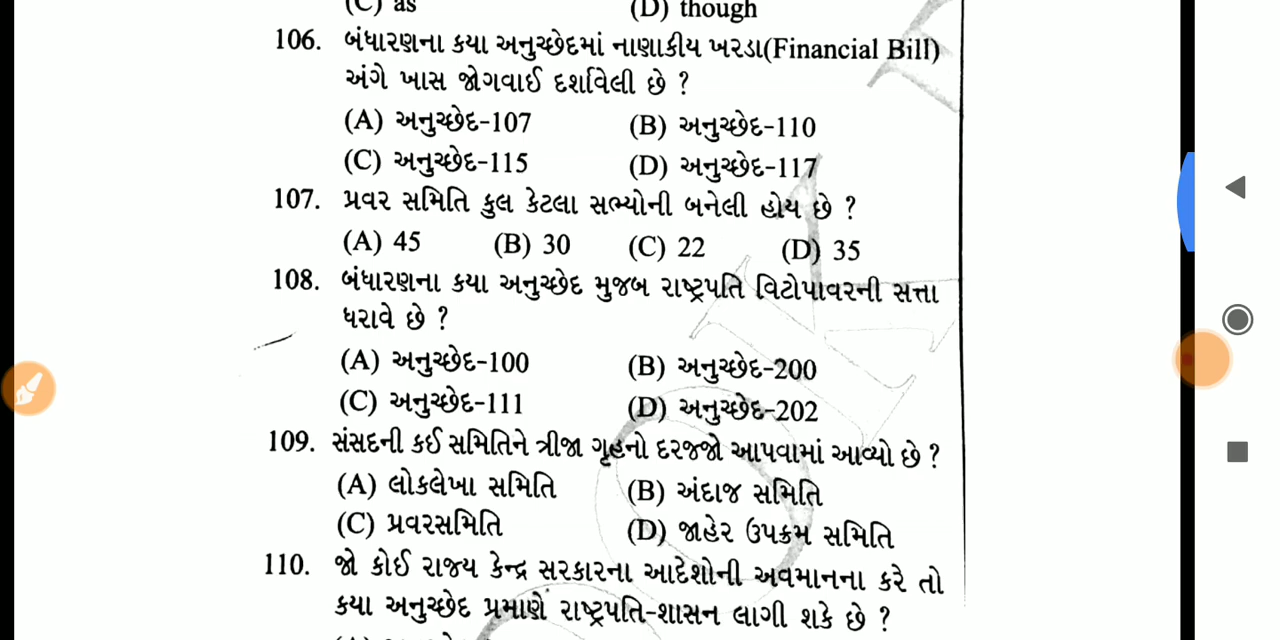 (C) as (D) though
106. બંધારણના કયા અનુચ્છેદમાં નાણાકીય ખરડા(Financial Bill)
અંગે ખાસ જોગવાઈ દર્શાવેલી છે ?
(A) અનુચ્છેદ-107 (B) અનુચ્છેદ-110
(C) અનુચ્છેદ-115 (D) અનુચ્છેદ-117
107. પ્રવર સમિતિ કુલ કેટલા સભ્યોની બનેલી હોય છે ?
(A) 45 (B) 30 (C) 22 (D) 35
108. બંધારણના કયા અનુચ્છેદ મુજબ રાષ્ટ્રપતિ વિટોપાવરની સત્તા
ધરાવે છે ?
(A) અનુચ્છેદ-100 (B) અનુચ્છેદ-200
(C) અનુચ્છેદ-111 (D) અનુચ્છેદ-202
109. સંસદની કઈ સમિતિને ત્રીજા ગૃહનો દરજ્જો આપવામાં આવ્યો છે ?
(A) લોકલેખા સમિતિ (B) અંદાજ સમિતિ
(C) પ્રવરસમિતિ (D) જાહેર ઉપક્રમ સમિતિ
110. જો કોઈ રાજ્ય કેન્દ્ર સરકારના આદેશોની અવમાનના કરે તો
કયા અનુચ્છેદ પ્રમાણે રાષ્ટ્રપતિ-શાસન લાગી શકે છે ?